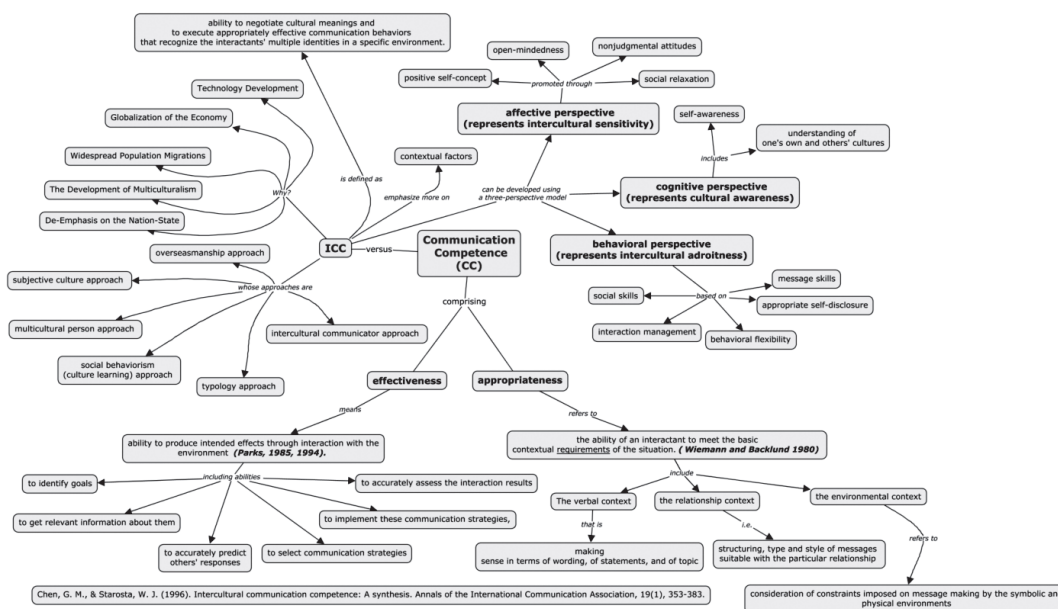 ability to negotiate cultural meanings and
to execute appropriately effective communication behaviors
that recognize the interactants' multiple identities in a specific environment.
Technology Development
Globalization of the Economy
Widespread Population Migrations
The Development of Multiculturalism
De-Emphasis on the Nation-State
Why?
is defined as
contextual factors
emphasize more on
open-mindedness
nonjudgmental attitudes
positive self-concept
promoted through
social relaxation
affective perspective
(represents intercultural sensitivity)
self-awareness
understanding of
one's own and others' cultures
includes
can be developed using
a three-perspective model
cognitive perspective
(represents cultural awareness)
behavioral perspective
(represents intercultural adroitness)
message skills
social skills
based on
appropriate self-disclosure
interaction management
behavioral flexibility
ICC
versus
Communication
Competence
(CC)
overseasmanship approach
subjective culture approach
whose approaches are
multicultural person approach
intercultural communicator approach
social behaviorism
(culture learning) approach
typology approach
comprising
effectiveness
appropriateness
means
refers to
ability to produce intended effects through interaction with the
environment (Parks, 1985, 1994).
the ability of an interactant to meet the basic
contextual requirements of the situation. ( Wiemann and Backlund 1980)
including abilities
to identify goals
to accurately assess the interaction results
to get relevant information about them
to implement these communication strategies,
to accurately predict
others' responses
to select communication strategies
include
The verbal context
the relationship context
the environmental context
that is
i.e.
refers to
making
sense in terms of wording, of statements, and of topic
structuring, type and style of messages
suitable with the particular relationship
consideration of constraints imposed on message making by the symbolic an
physical environments
Chen, G. M., & Starosta, W. J. (1996). Intercultural communication competence: A synthesis. Annals of the International Communication Association, 19(1), 353-383.